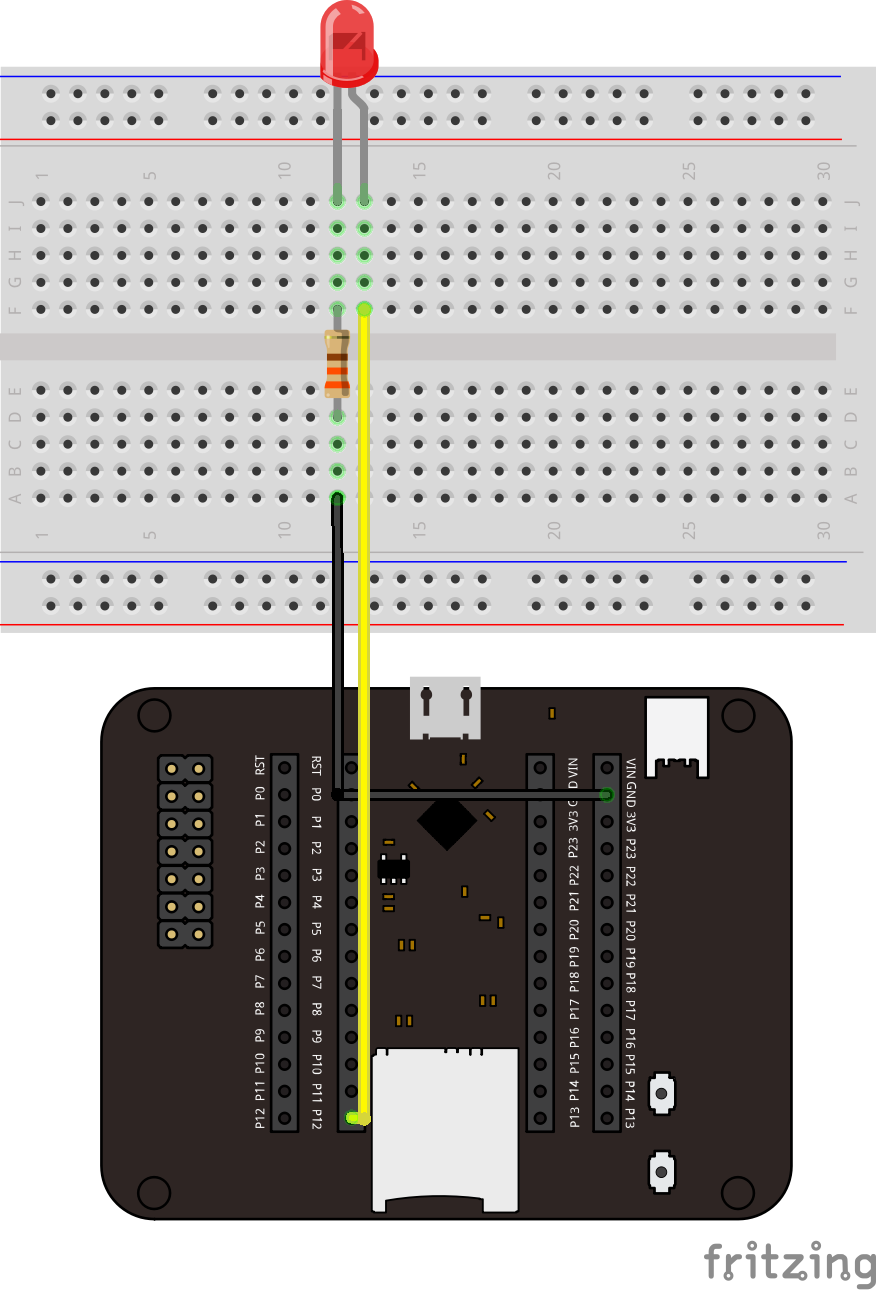 1 5 10 15 20 25 30
J J
I I
H H
G G
F F
E E
D D
C C
B B
A A
1 5 10 15 20 25 30
RST RST VIN VIN
P0 P0 GND
P1 P1 3V3 3V3
P2 P2 P23 P23
P3 P3 P22 P22
P4 P4 P21 P21
P5 P5 P20 P20
P6 P6 P19 P19
P7 P7 P18 P18
P8 P8 P17 P17
P9 P9 P16 P16
P10 P10 P15 P15
P11 P11 P14 P14
P12 P12 P13 P13
fritzing